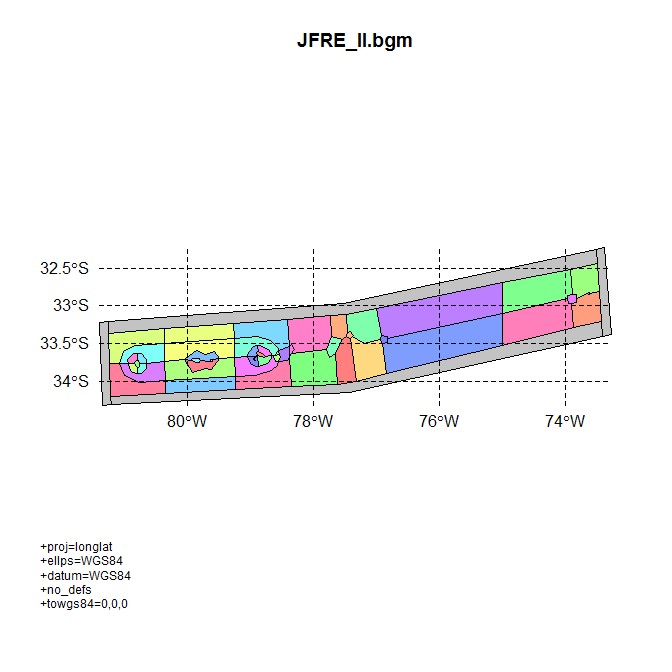 JFRE_II.bgm
32.5°S
33°S
33.5°S
34°S
80°W 78°W 76°W 74°W
+proj=longlat
+ellps=WGS84
+datum=WGS84
+no_defs
+towgs84=0,0,0